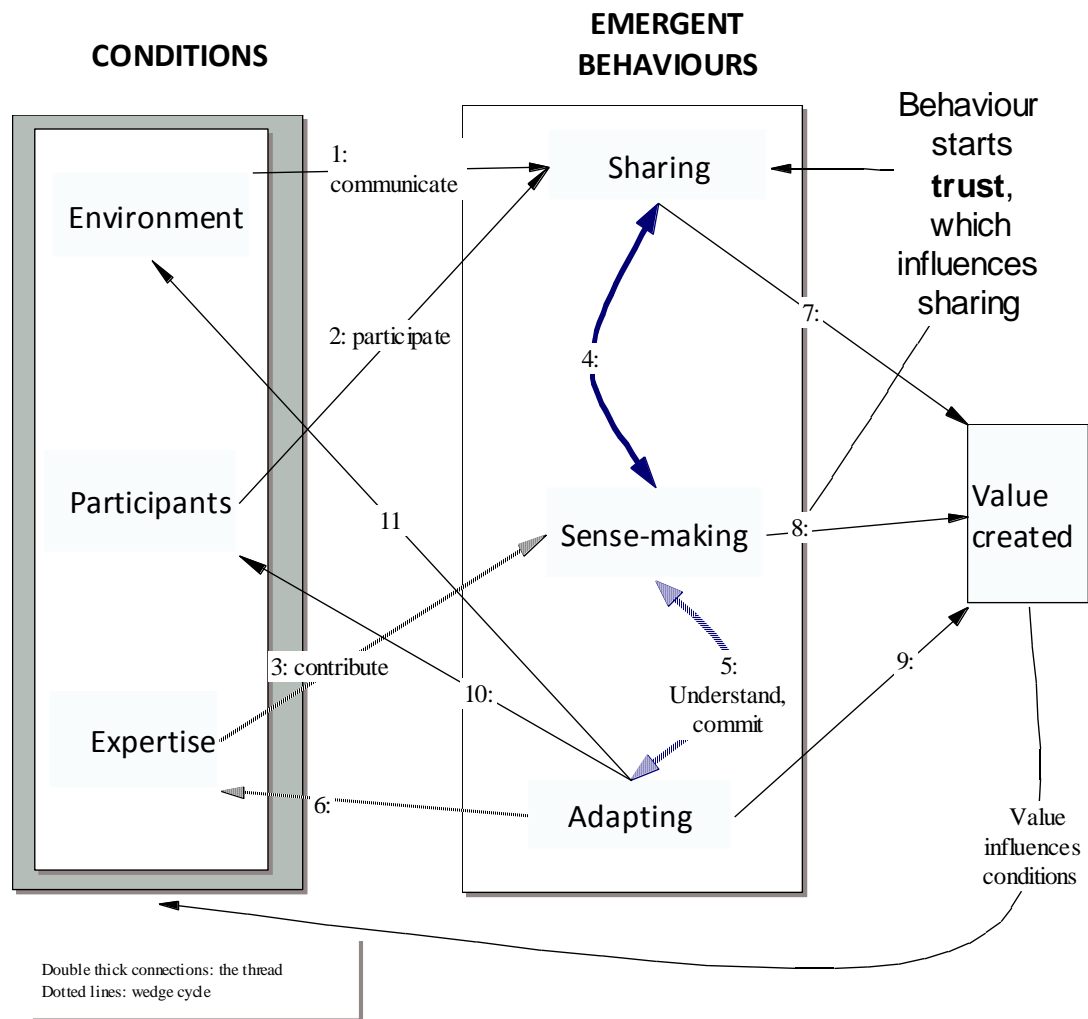 CONDITIONS
EMERGENT
BEHAVIOURS
Environment
Participants
Expertise
1:
communicate
2: participate
3: contribute
11
10:
6:
Sharing
4:
Sense-making
5:
Understand,
commit
Adapting
7:
8:
9:
Behaviour
starts
trust,
which
influences
sharing
Value
created
Value
influences
conditions
Double thick connections: the thread
Dotted lines: wedge cycle